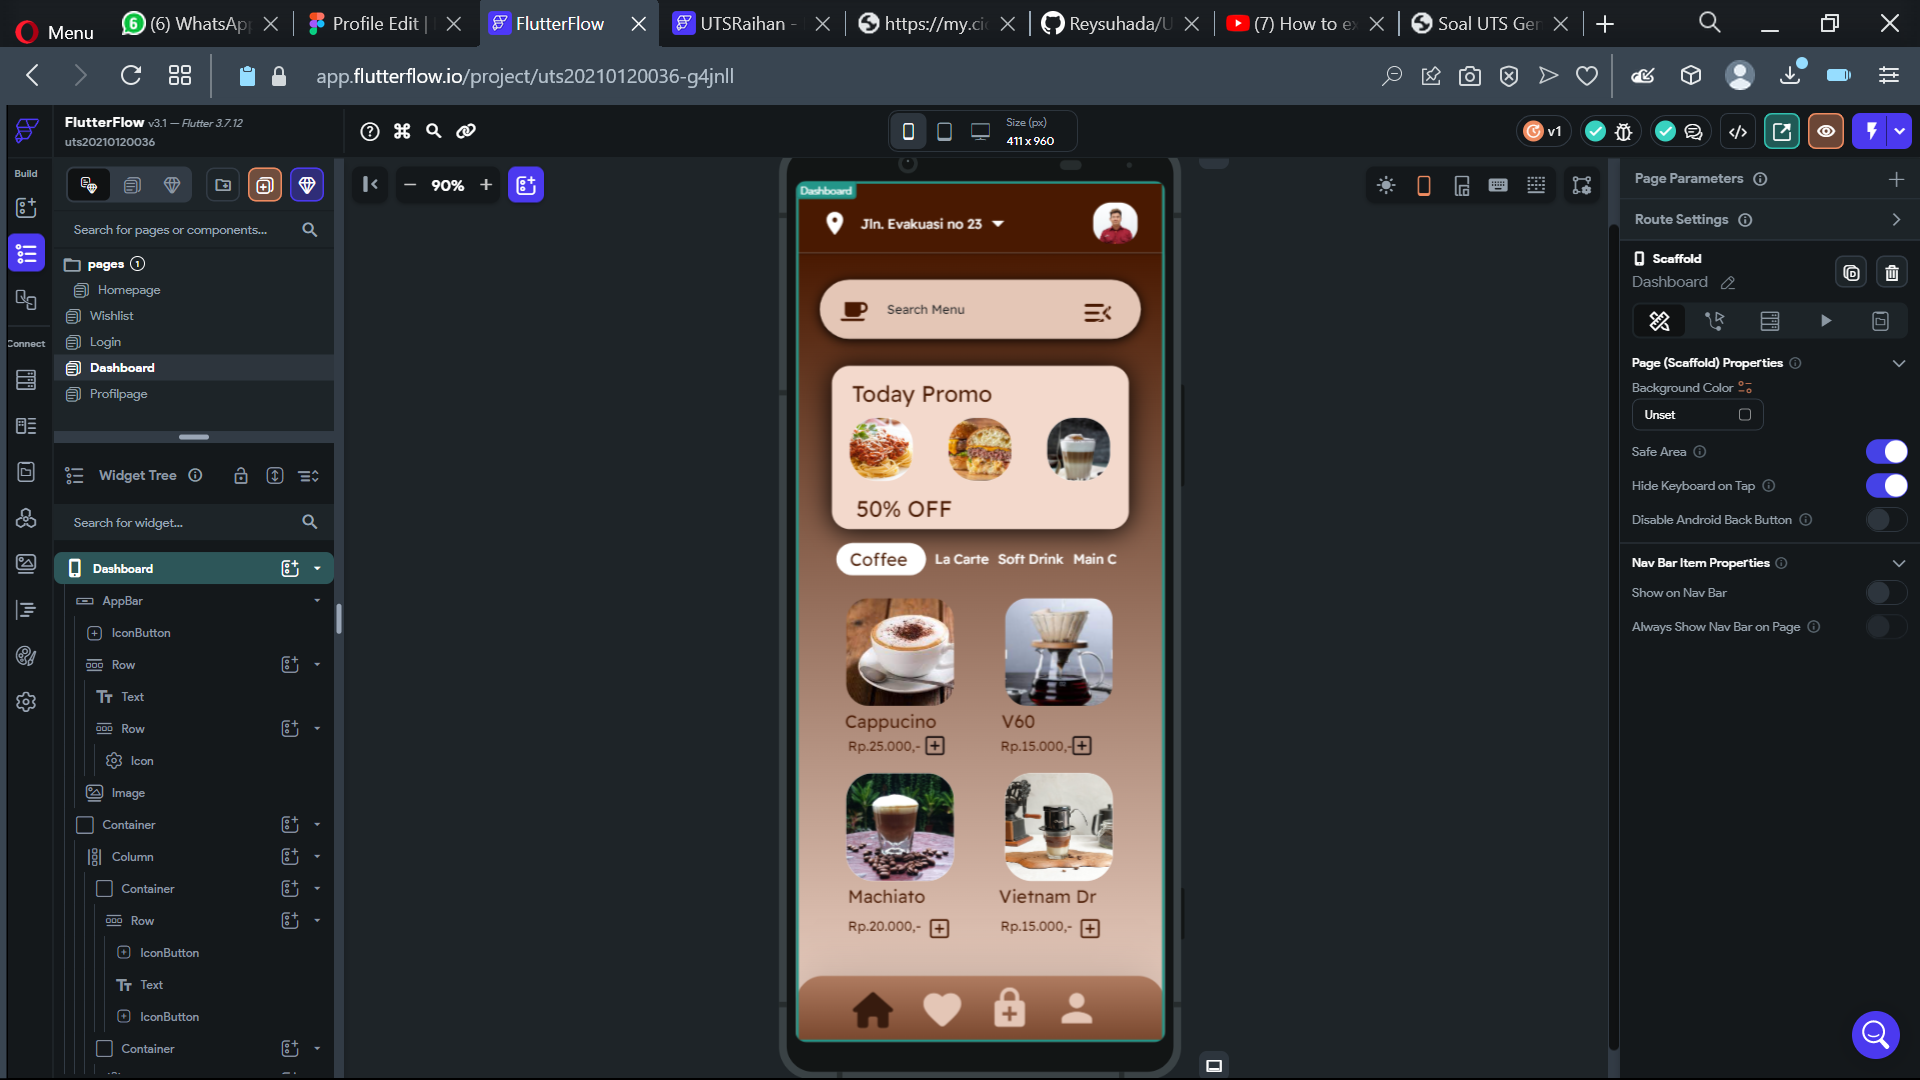 Menu
(6) WhatsAp
Profile Edit |
FlutterFlow
UTSRaihan -
https://my.cic
Reysuhada/U
(7) How to ex
Soal UTS Gen
app.flutterflow.io/project/uts20210120036-g4jnll
FlutterFlow v3.1 — Flutter 3.7.12
uts20210120036
Size (px)
411 x 960
v1
Build
Connect
Search for pages or components...
pages 1
Homepage
Wishlist
Login
Dashboard
Profilpage
Widget Tree
Search for widget...
Dashboard
AppBar
IconButton
Row
Text
Row
Icon
Image
Container
Column
Container
Row
IconButton
Text
IconButton
Container
90%
Dashboard
Jln. Evakuasi no 23
Search Menu
Today Promo
50% OFF
Coffee La Carte Soft Drink Main C
Cappucino V60
Rp.25.000,- Rp.15.000,-
Machiato Vietnam Dr
Rp.20.000,- Rp.15.000,-
Page Parameters
Route Settings
Scaffold
Dashboard
Page (Scaffold) Properties
Background Color
Unset
Safe Area
Hide Keyboard on Tap
Disable Android Back Button
Nav Bar Item Properties
Show on Nav Bar
Always Show Nav Bar on Page